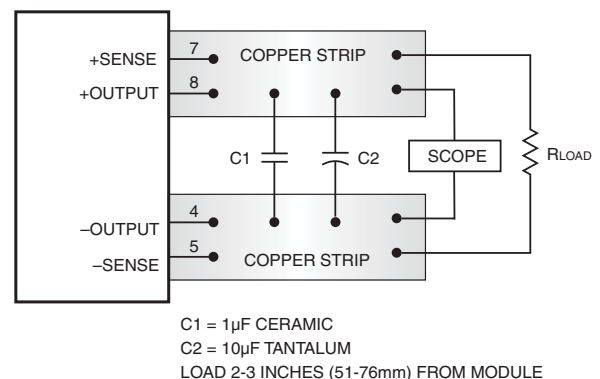 +SENSE 7 COPPER STRIP
+OUTPUT 8
C1 C2 SCOPE RLOAD
–OUTPUT 4
–SENSE 5 COPPER STRIP
C1 = 1µF CERAMIC
C2 = 10µF TANTALUM
LOAD 2-3 INCHES (51-76mm) FROM MODULE